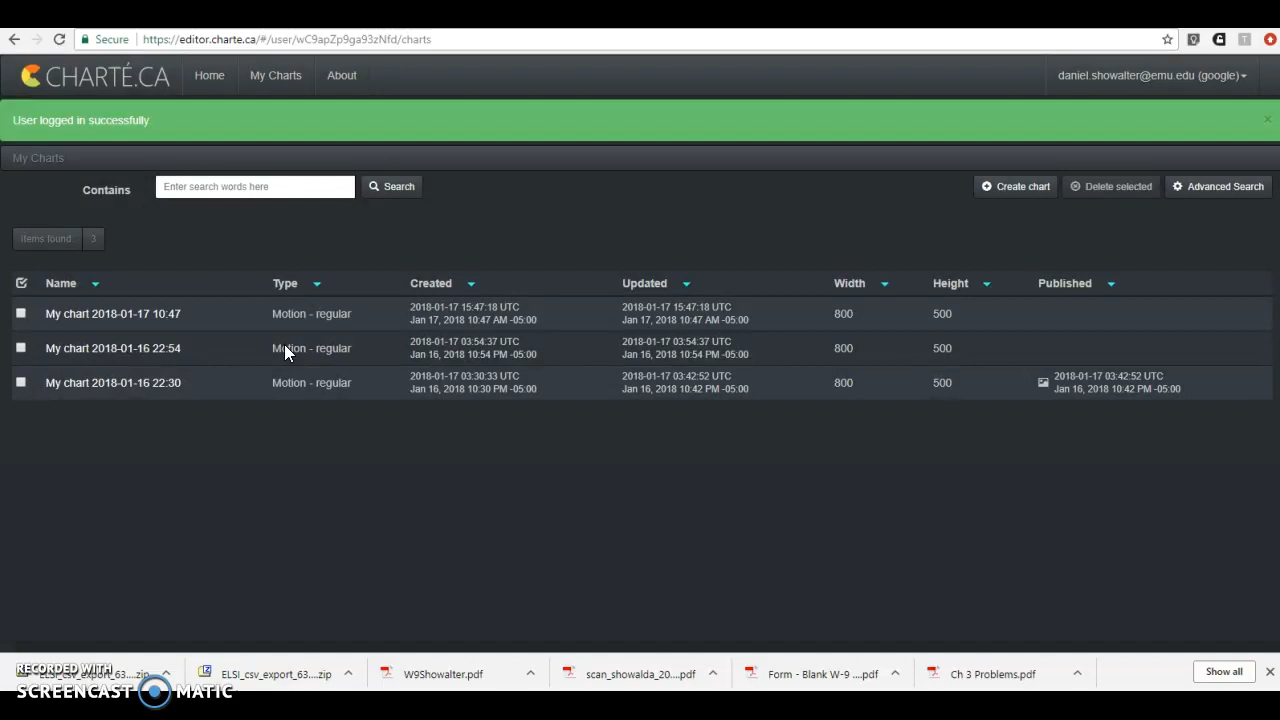 Secure https://editor.charte.ca/#/user/wC9apZp9ga93zNfd/charts
CHARTÉ.CA Home My Charts About daniel.showalter@emu.edu (google)
User logged in successfully ×
My Charts
Contains Enter search words here Search Create chart Delete selected Advanced Search
Items found 3
Name Type Created Updated Width Height Published
My chart 2018-01-17 10:47 Motion - regular 2018-01-17 15:47:18 UTC 2018-01-17 15:47:18 UTC 800 500
Jan 17, 2018 10:47 AM -05:00 Jan 17, 2018 10:47 AM -05:00
My chart 2018-01-16 22:54 Motion - regular 2018-01-17 03:54:37 UTC 2018-01-17 03:54:37 UTC 800 500
Jan 16, 2018 10:54 PM -05:00 Jan 16, 2018 10:54 PM -05:00
My chart 2018-01-16 22:30 Motion - regular 2018-01-17 03:30:33 UTC 2018-01-17 03:42:52 UTC 800 500 2018-01-17 03:42:52 UTC
Jan 16, 2018 10:30 PM -05:00 Jan 16, 2018 10:42 PM -05:00 Jan 16, 2018 10:42 PM -05:00
RECORDED WITH
ELSI_csv_export_63....zip ELSI_csv_export_63....zip W9Showalter.pdf scan_showalda_20....pdf Form - Blank W-9 ....pdf Ch 3 Problems.pdf Show all
SCREENCAST MATIC